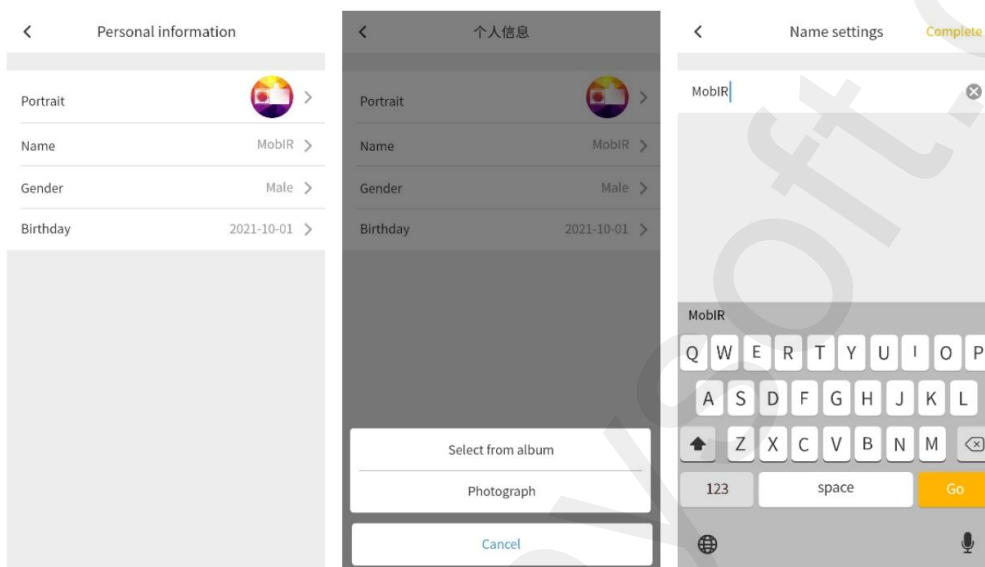 Personal information
Portrait
Name MobIR
Gender Male
Birthday 2021-10-01
个人信息
Portrait
Name MobIR
Gender Male
Birthday 2021-10-01
Select from album
Photograph
Cancel
Name settings Complete
MobIR
MobIR
Q W E R T Y U I O P
A S D F G H J K L
Z X C V B N M
123 space Go